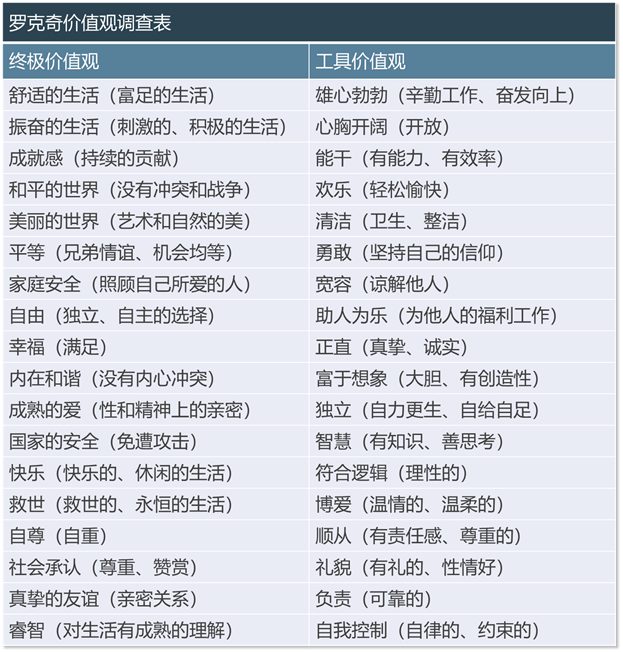 罗克奇价值观调查表
终极价值观 工具价值观
舒适的生活（富足的生活） 雄心勃勃（辛勤工作、奋发向上）
振奋的生活（刺激的、积极的生活） 心胸开阔（开放）
成就感（持续的贡献） 能干（有能力、有效率）
和平的世界（没有冲突和战争） 欢乐（轻松愉快）
美丽的世界（艺术和自然的美） 清洁（卫生、整洁）
平等（兄弟情谊、机会均等） 勇敢（坚持自己的信仰）
家庭安全（照顾自己所爱的人） 宽容（谅解他人）
自由（独立、自主的选择） 助人为乐（为他人的福利工作）
幸福（满足） 正直（真挚、诚实）
内在和谐（没有内心冲突） 富于想象（大胆、有创造性）
成熟的爱（性和精神上的亲密） 独立（自力更生、自给自足）
国家的安全（免遭攻击） 智慧（有知识、善思考）
快乐（快乐的、休闲的生活） 符合逻辑（理性的）
救世（救世的、永恒的生活） 博爱（温情的、温柔的）
自尊（自重） 顺从（有责任感、尊重的）
社会承认（尊重、赞赏） 礼貌（有礼的、性情好）
真挚的友谊（亲密关系） 负责（可靠的）
睿智（对生活有成熟的理解） 自我控制（自律的、约束的）